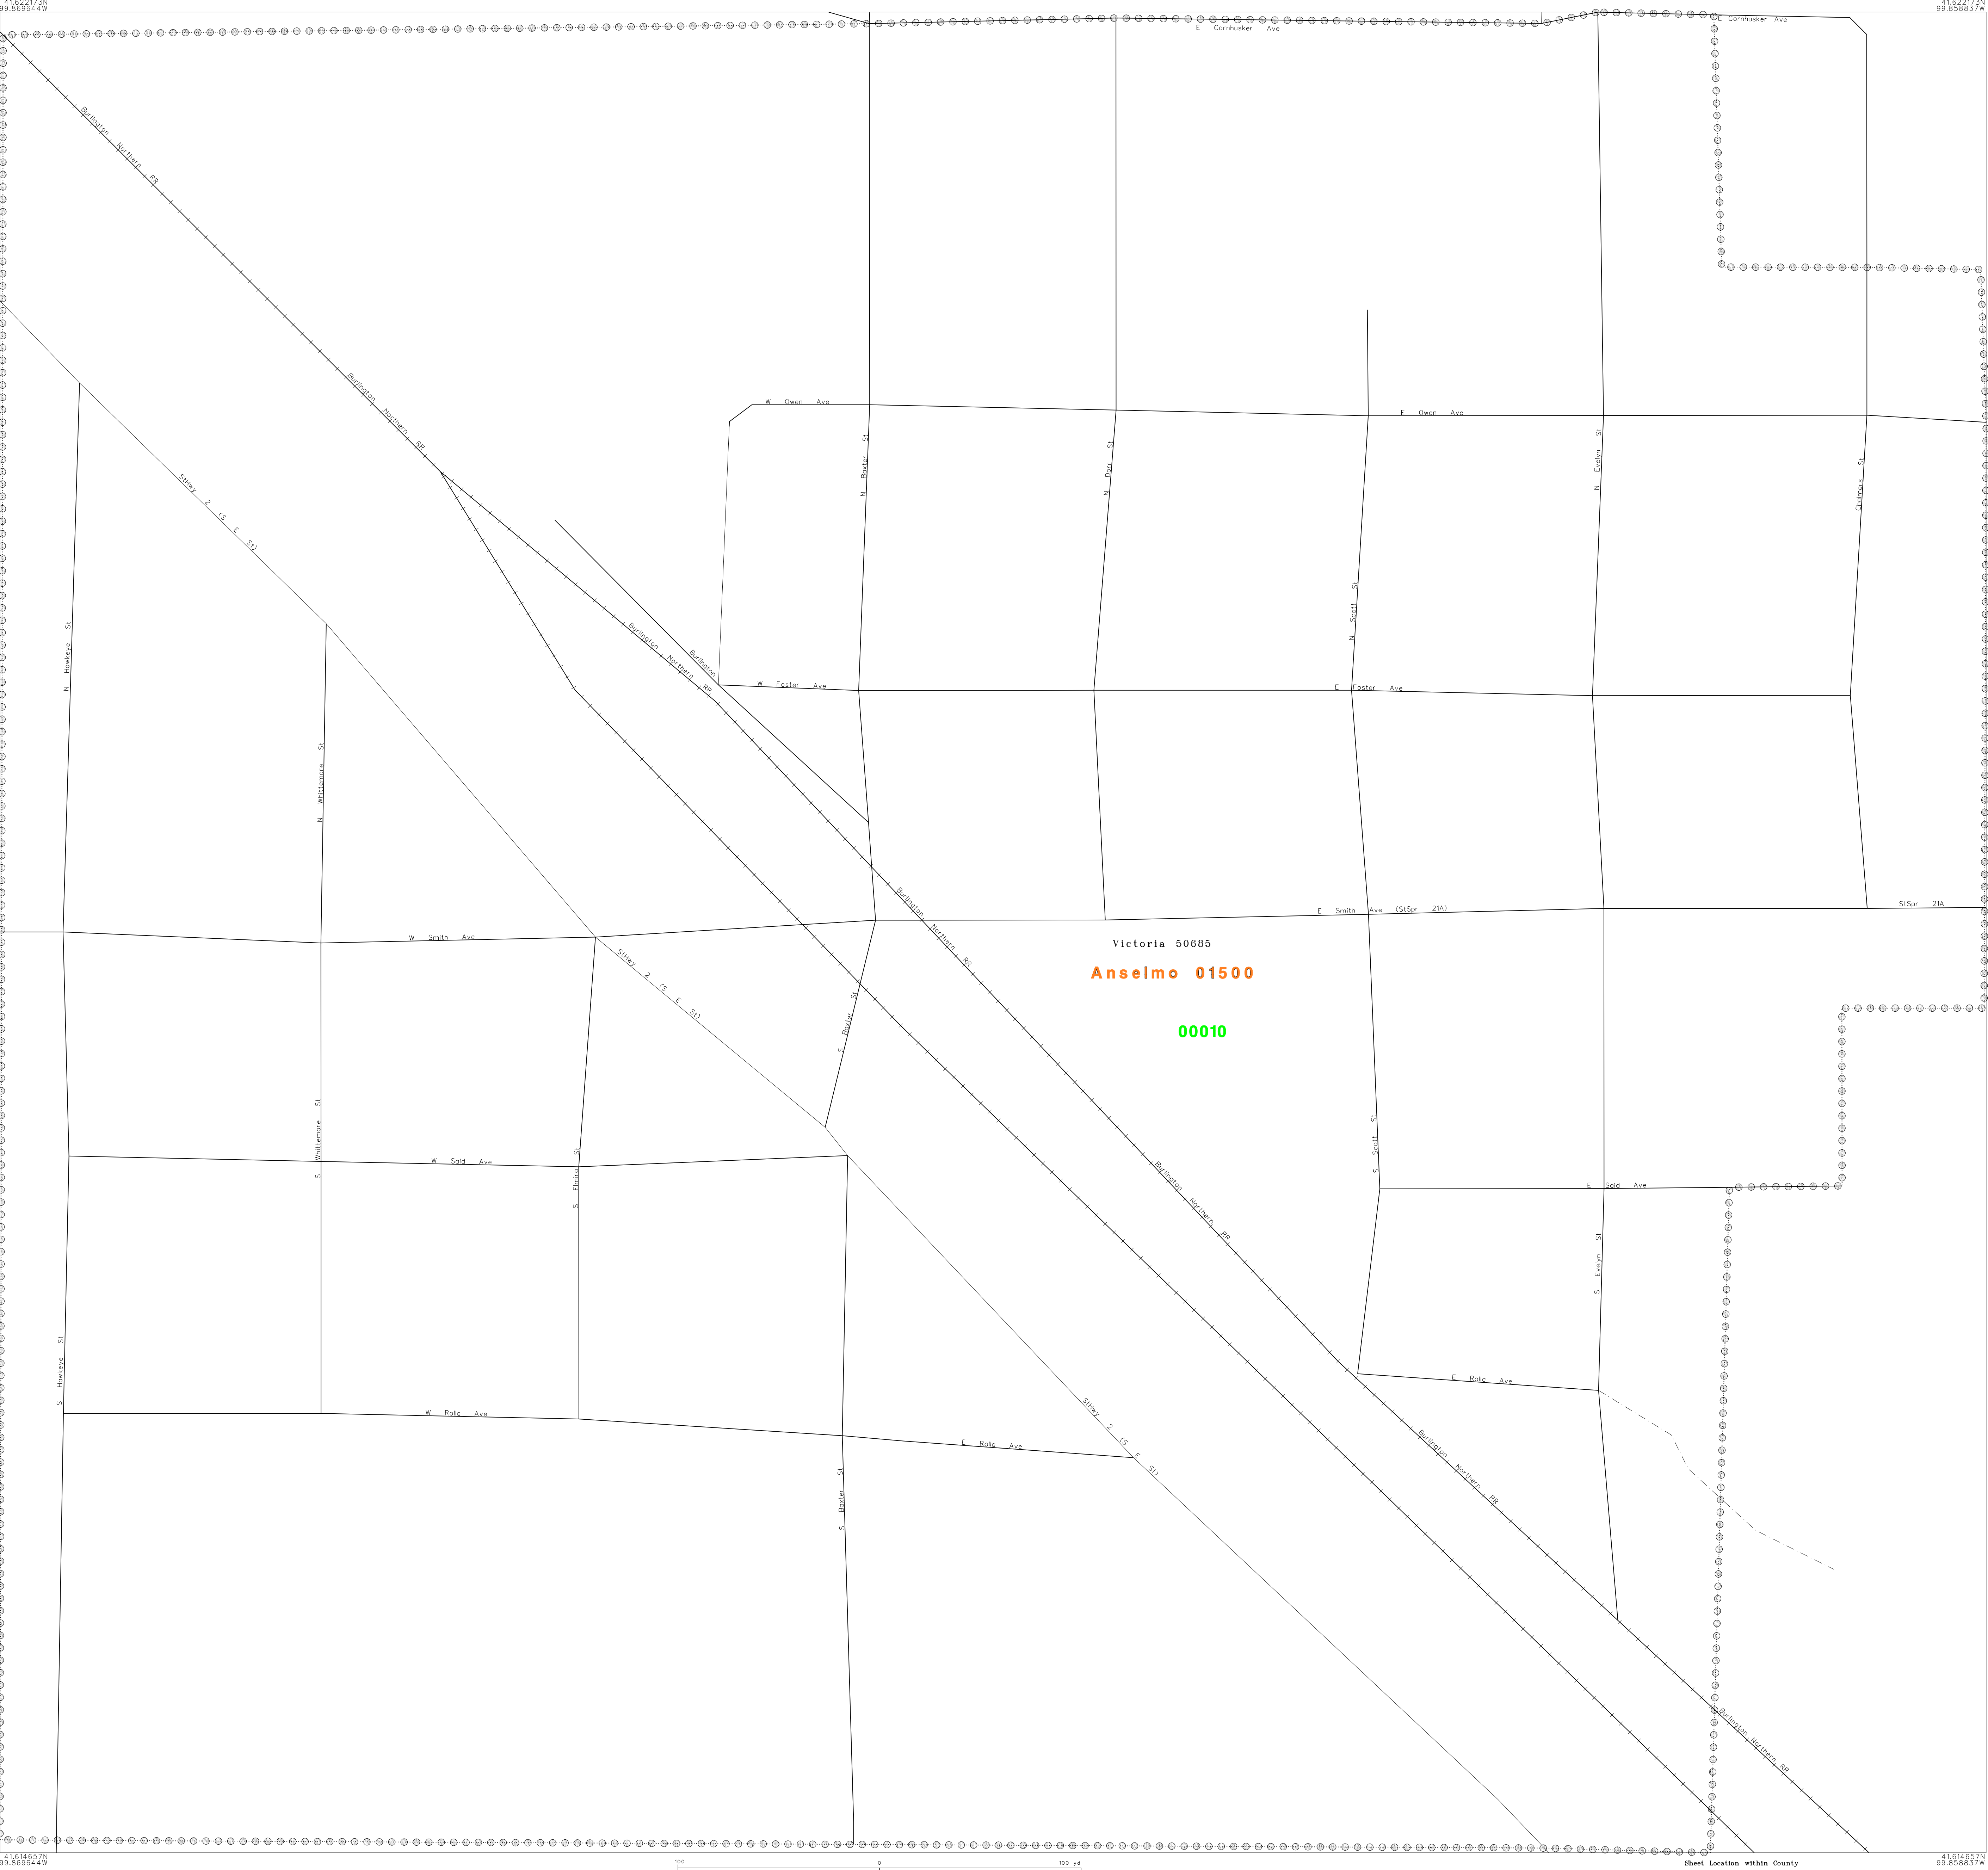 41.622173N
99.869644W
41.622173N
99.858837W
E Cornhusker Ave
E Cornhusker Ave
Burlington Northern RR
Burlington Northern RR
W Owen Ave
E Owen Ave
N Baxter St
N Dorr St
N Evelyn St
Chalmers St
StHwy 2 (S E St)
N Scott St
N Hawkeye St
Burlington Northern RR
Burlington
W Foster Ave
E Foster Ave
N Whittemore St
Burlington Northern RR
E Smith Ave (StSpr 21A)
StSpr 21A
W Smith Ave
Victoria 50685
Anselmo 01500
00010
StHwy 2 (S E St)
S Baxter St
S Whittemore St
S Elmira St
S Scott St
W Sald Ave
E Sald Ave
Burlington Northern RR
S Evelyn St
S Hawkeye St
E Rolla Ave
W Rolla Ave
E Rolla Ave
StHwy 2 (S E St)
Burlington Northern RR
S Baxter St
Burlington Northern RR
41.614657N
99.869644W
100 0 100 yd
Sheet Location within County
41.614657N
99.858837W